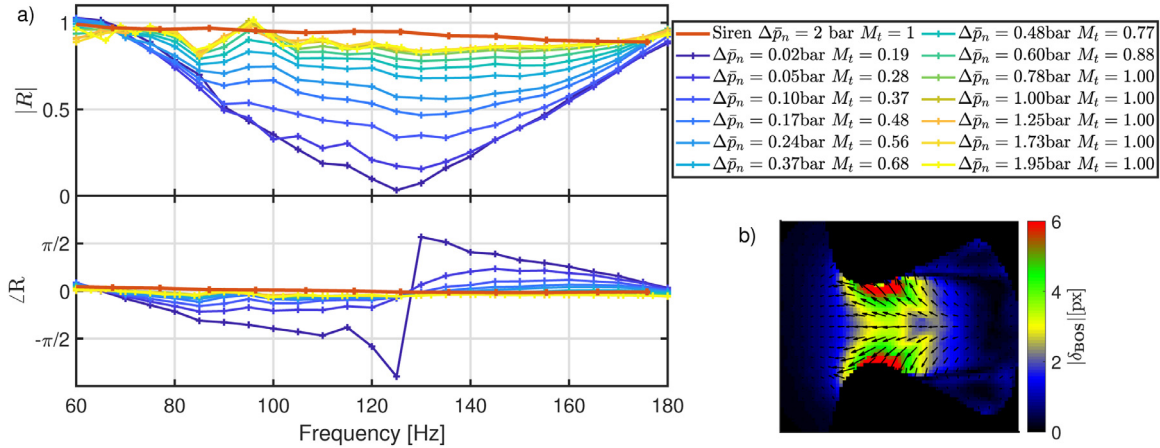 a)
1
0.5
0
|R|
π/2
0
-π/2
∠R
60 80 100 120 140 160 180
Frequency [Hz]
Siren Δp̄ₙ = 2 bar Mₜ = 1
Δp̄ₙ = 0.02bar Mₜ = 0.19
Δp̄ₙ = 0.05bar Mₜ = 0.28
Δp̄ₙ = 0.10bar Mₜ = 0.37
Δp̄ₙ = 0.17bar Mₜ = 0.48
Δp̄ₙ = 0.24bar Mₜ = 0.56
Δp̄ₙ = 0.37bar Mₜ = 0.68
Δp̄ₙ = 0.48bar Mₜ = 0.77
Δp̄ₙ = 0.60bar Mₜ = 0.88
Δp̄ₙ = 0.78bar Mₜ = 1.00
Δp̄ₙ = 1.00bar Mₜ = 1.00
Δp̄ₙ = 1.25bar Mₜ = 1.00
Δp̄ₙ = 1.73bar Mₜ = 1.00
Δp̄ₙ = 1.95bar Mₜ = 1.00
b)
6
4
2
0
|δBOS|[px]